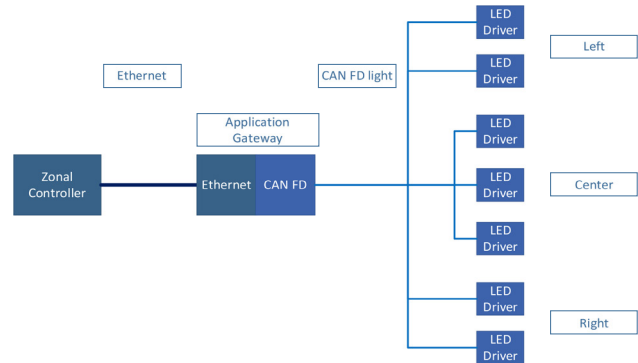 LED
Driver
Left
LED
Driver
Ethernet
CAN FD light
Application
Gateway
LED
Driver
Zonal
Controller
Ethernet
CAN FD
LED
Driver
Center
LED
Driver
LED
Driver
Right
LED
Driver